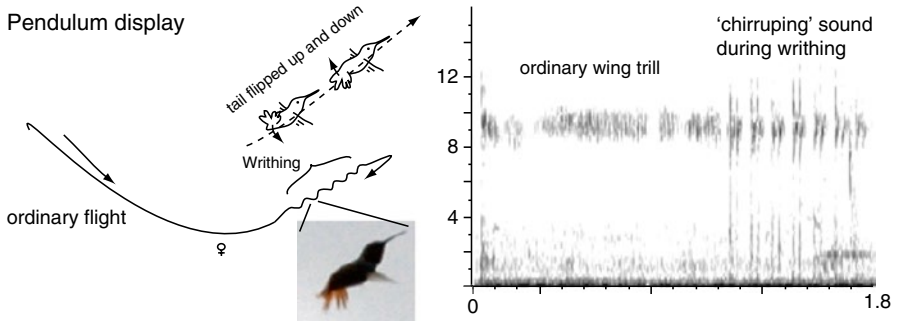 Pendulum display
tail flipped up and down
Writhing
ordinary flight
♀
'chirruping' sound
during writhing
ordinary wing trill
12
8
4
0
1.8